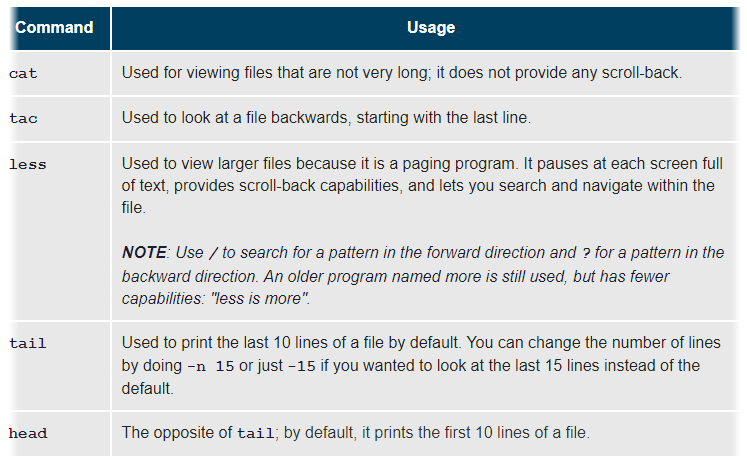 Command Usage
cat Used for viewing files that are not very long; it does not provide any scroll-back.
tac Used to look at a file backwards, starting with the last line.
less Used to view larger files because it is a paging program. It pauses at each screen full
of text, provides scroll-back capabilities, and lets you search and navigate within the
file.
NOTE: Use / to search for a pattern in the forward direction and ? for a pattern in the
backward direction. An older program named more is still used, but has fewer
capabilities: "less is more".
tail Used to print the last 10 lines of a file by default. You can change the number of lines
by doing -n 15 or just -15 if you wanted to look at the last 15 lines instead of the
default.
head The opposite of tail; by default, it prints the first 10 lines of a file.